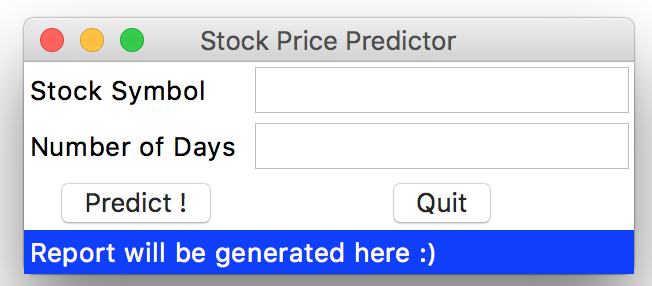 Stock Price Predictor
Stock Symbol
Number of Days
Predict ! Quit
Report will be generated here :)